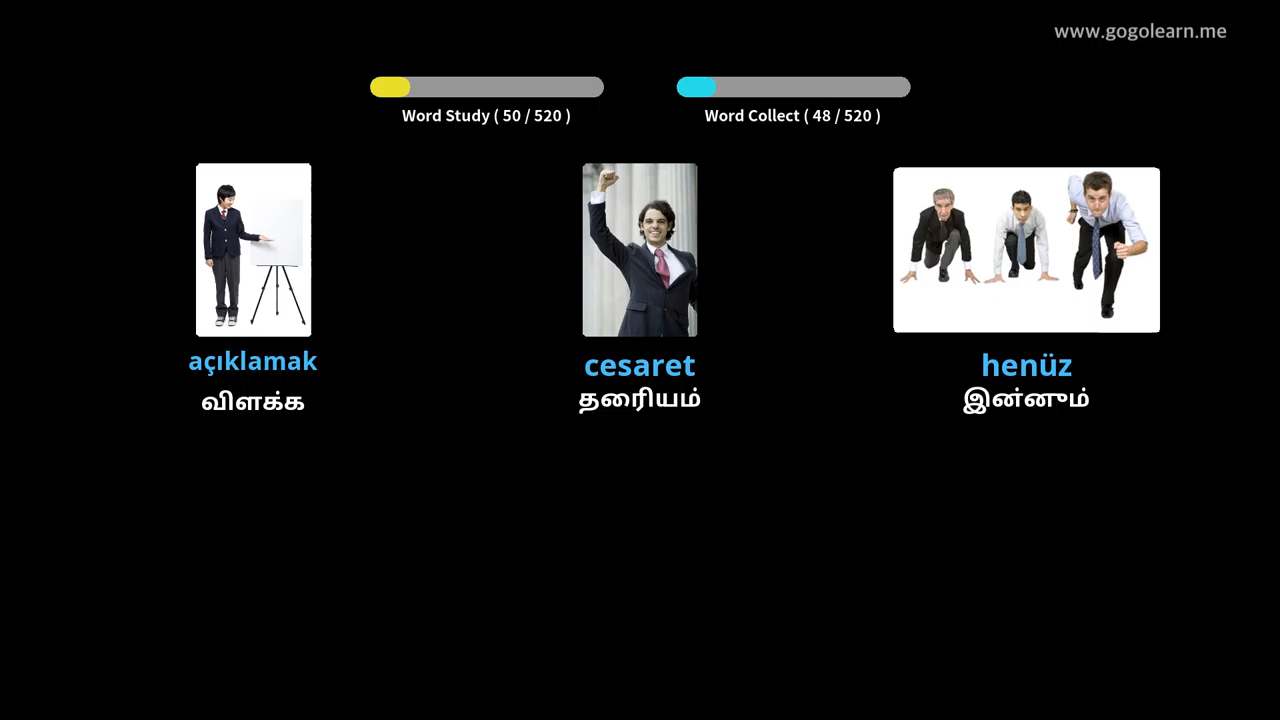 www.gogolearn.me
Word Study ( 50 / 520 )
Word Collect ( 48 / 520 )
açıklamak
cesaret
henüz
விளக்க
தைரியம்
இன்னும்